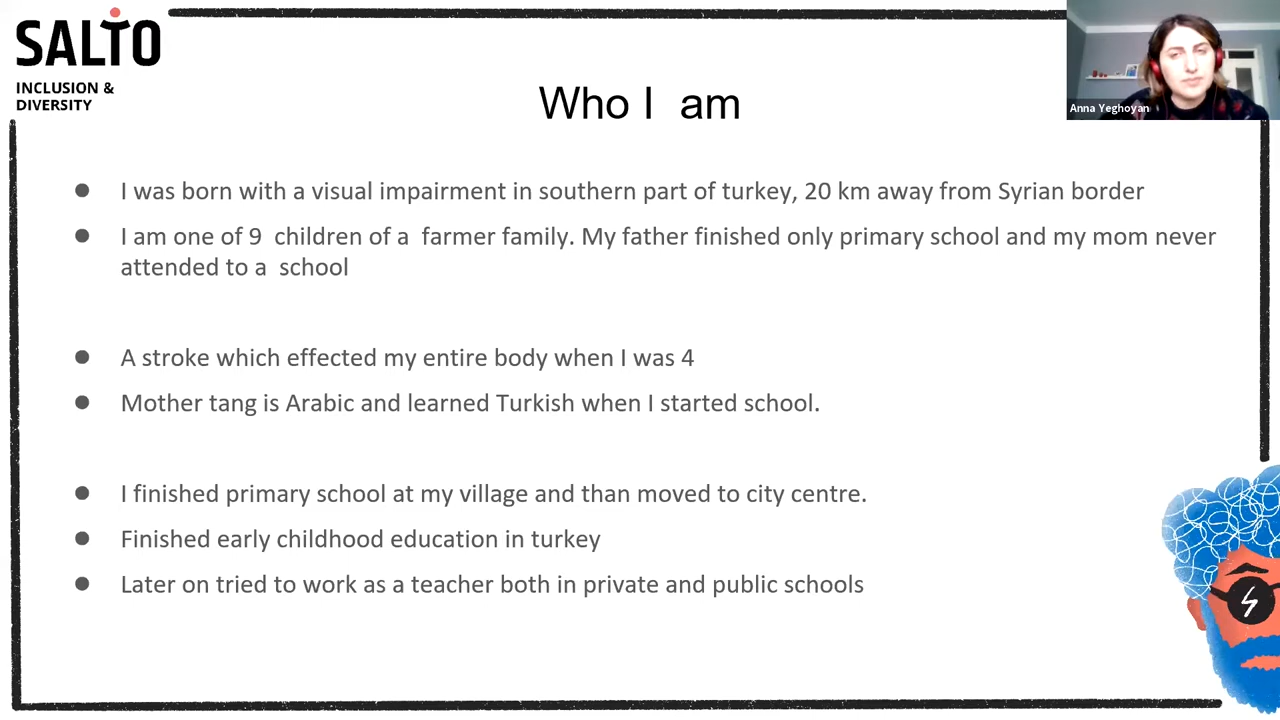 SALTO
INCLUSION &
DIVERSITY
Who I  am
Anna Yeghoyan
● I was born with a visual impairment in southern part of turkey, 20 km away from Syrian border
● I am one of 9  children of a  farmer family. My father finished only primary school and my mom never
attended to a  school
● A stroke which effected my entire body when I was 4
● Mother tang is Arabic and learned Turkish when I started school.
● I finished primary school at my village and than moved to city centre.
● Finished early childhood education in turkey
● Later on tried to work as a teacher both in private and public schools